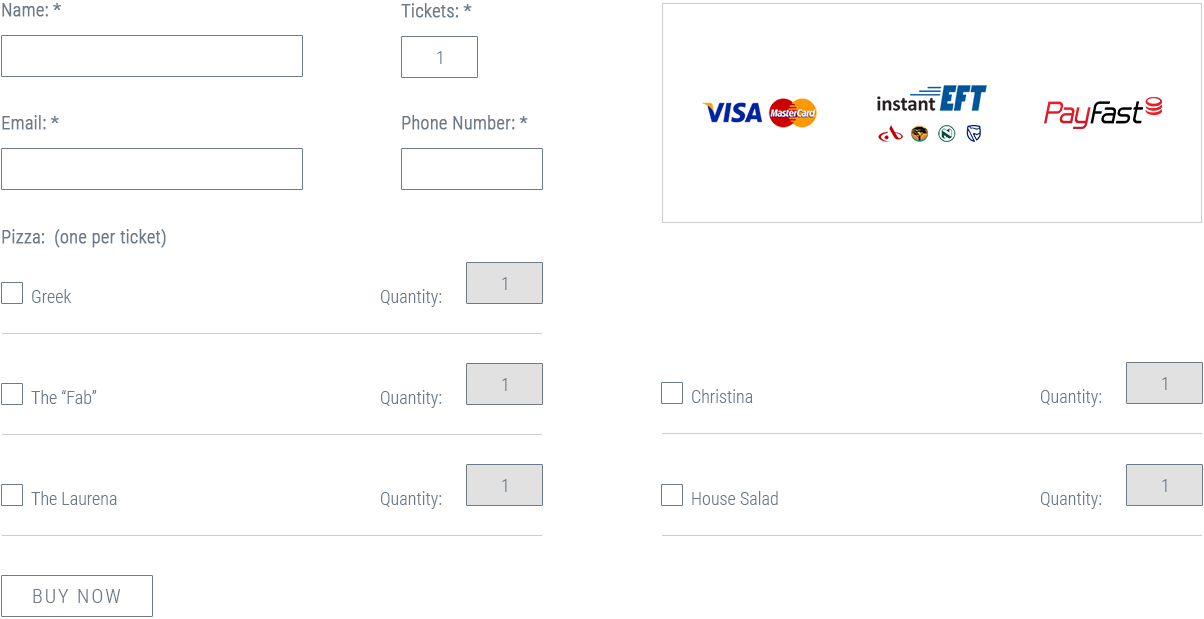 Name: *
Tickets: *
1
Email: *
Phone Number: *
VISA
MasterCard
instant EFT
PayFast
Pizza: (one per ticket)
Greek
Quantity:
1
The “Fab”
Quantity:
1
Christina
Quantity:
1
The Laurena
Quantity:
1
House Salad
Quantity:
1
BUY NOW